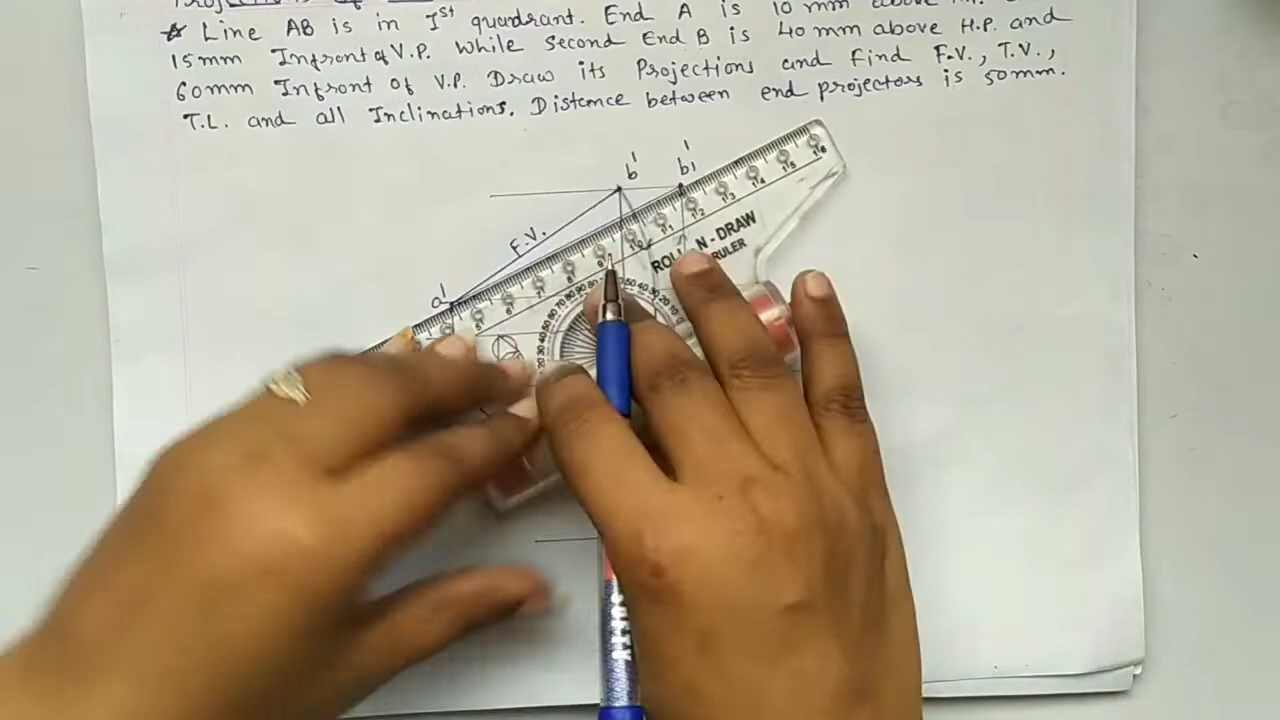 Line AB is in 1st quadrant. End A is 10 mm above
15mm Infront of V.P. While Second End B is 40mm above H.P. and
60mm Infront of V.P. Draw its Projections and Find F.V., T.V.,
T.L. and all Inclinations. Distance between end projectors is 50mm.
b' b1'
F.V.
a'
ROLL N-DRAW
RULER